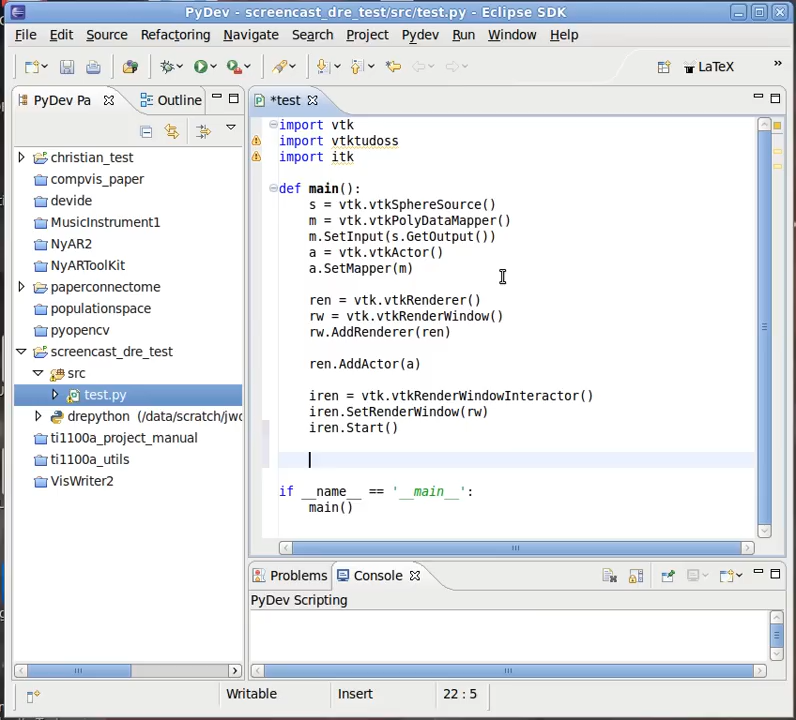 PyDev - screencast_dre_test/src/test.py - Eclipse SDK
File Edit Source Refactoring Navigate Search Project Pydev Run Window Help
LaTeX »
PyDev Pa Outline
christian_test
compvis_paper
devide
MusicInstrument1
NyAR2
NyARToolKit
paperconnectome
populationspace
pyopencv
screencast_dre_test
src
test.py
drepython (/data/scratch/jw
ti1100a_project_manual
ti1100a_utils
VisWriter2
*test
import vtk
import vtktudoss
import itk
def main():
s = vtk.vtkSphereSource()
m = vtk.vtkPolyDataMapper()
m.SetInput(s.GetOutput())
a = vtk.vtkActor()
a.SetMapper(m)
ren = vtk.vtkRenderer()
rw = vtk.vtkRenderWindow()
rw.AddRenderer(ren)
ren.AddActor(a)
iren = vtk.vtkRenderWindowInteractor()
iren.SetRenderWindow(rw)
iren.Start()
if __name__ == '__main__':
main()
Problems Console
PyDev Scripting
Writable Insert 22 : 5